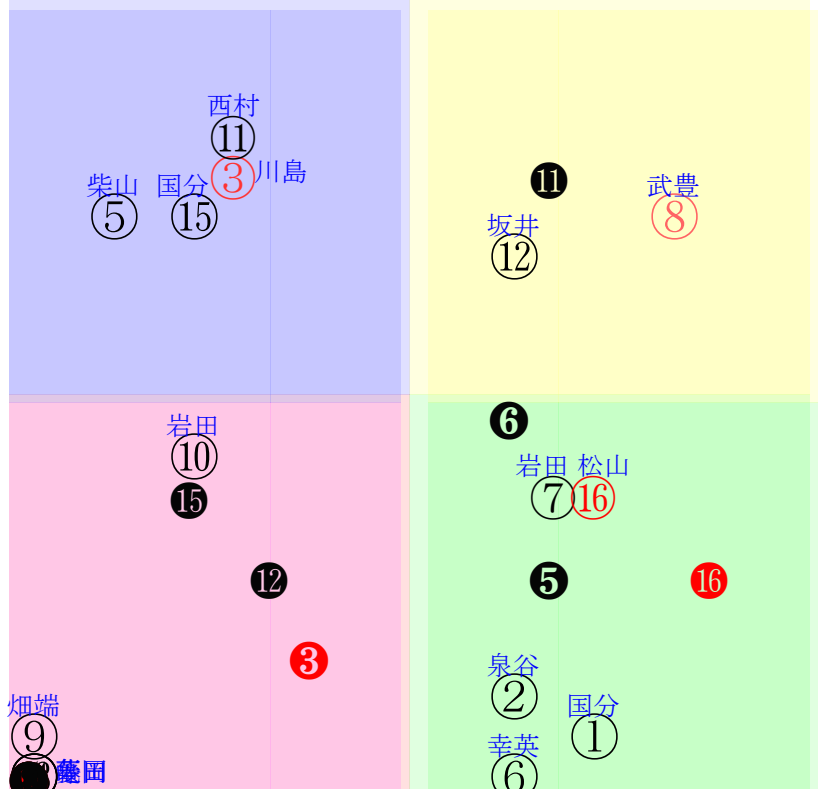 西村
⑪
③ 川島
柴山 国分
⑤ ⑮
⓫ 武豊
⑧
坂井
⑫
岩田
⑩
⓯
⓬
❸
❻
岩田 松山
⑦ ⑯
❺ ⓰
泉谷
②
国分
①
幸英
⑥
畑端
⑨